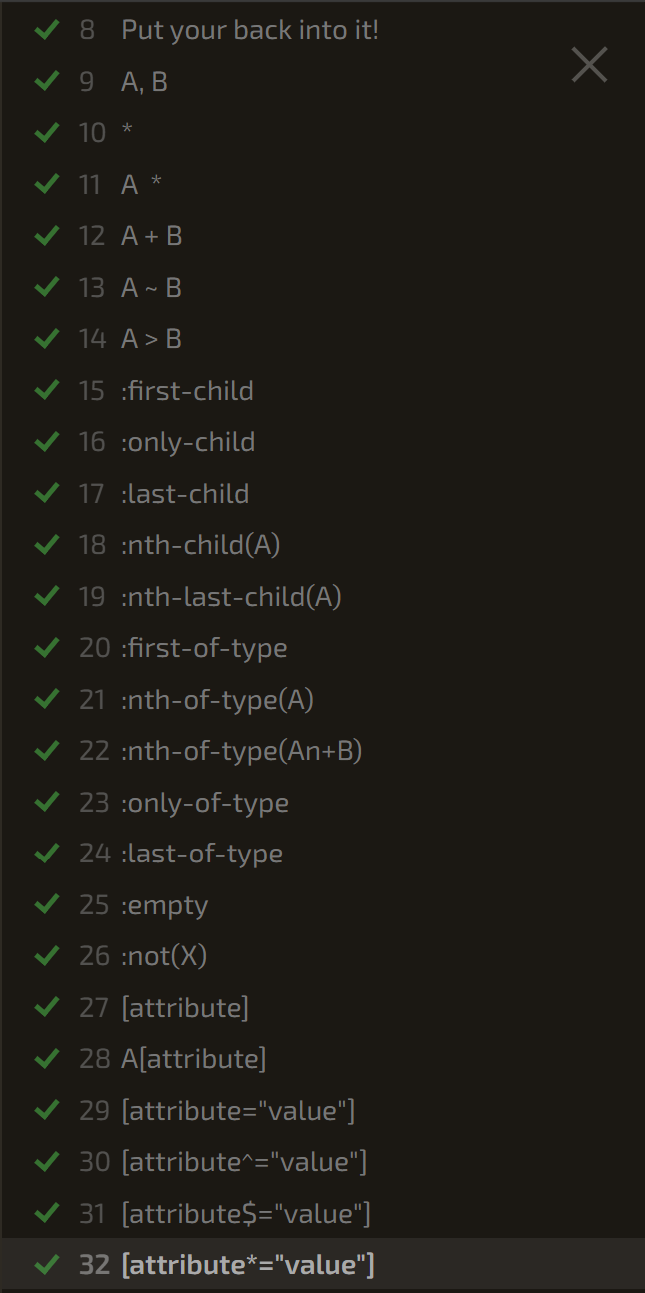 8 Put your back into it!
9 A, B
10 *
11 A *
12 A + B
13 A ~ B
14 A > B
15 :first-child
16 :only-child
17 :last-child
18 :nth-child(A)
19 :nth-last-child(A)
20 :first-of-type
21 :nth-of-type(A)
22 :nth-of-type(An+B)
23 :only-of-type
24 :last-of-type
25 :empty
26 :not(X)
27 [attribute]
28 A[attribute]
29 [attribute="value"]
30 [attribute^="value"]
31 [attribute$="value"]
32 [attribute*="value"]